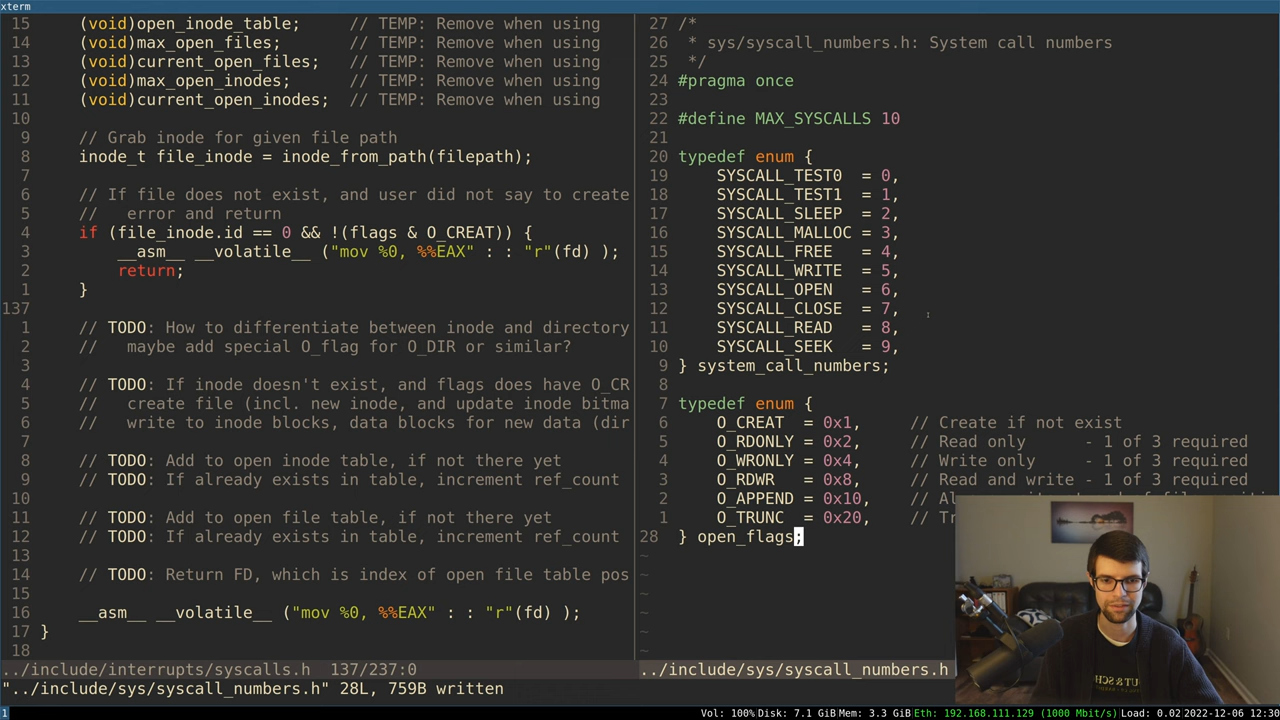 xterm
15 (void)open_inode_table; // TEMP: Remove when using
14 (void)max_open_files; // TEMP: Remove when using
13 (void)current_open_files; // TEMP: Remove when using
12 (void)max_open_inodes; // TEMP: Remove when using
11 (void)current_open_inodes; // TEMP: Remove when using
10
9 // Grab inode for given file path
8 inode_t file_inode = inode_from_path(filepath);
7
6 // If file does not exist, and user did not say to create
5 // error and return
4 if (file_inode.id == 0 && !(flags & O_CREAT)) {
3 __asm__ __volatile__ ("mov %0, %%EAX" : : "r"(fd) );
2 return;
1 }
137
1 // TODO: How to differentiate between inode and directory
2 // maybe add special O_flag for O_DIR or similar?
3
4 // TODO: If inode doesn't exist, and flags does have O_CR
5 // create file (incl. new inode, and update inode bitma
6 // write to inode blocks, data blocks for new data (dir
7
8 // TODO: Add to open inode table, if not there yet
9 // TODO: If already exists in table, increment ref_count
10
11 // TODO: Add to open file table, if not there yet
12 // TODO: If already exists in table, increment ref_count
13
14 // TODO: Return FD, which is index of open file table pos
15
16 __asm__ __volatile__ ("mov %0, %%EAX" : : "r"(fd) );
17 }
18
../include/interrupts/syscalls.h 137/237:0
"../include/sys/syscall_numbers.h" 28L, 759B written
27 /*
26 * sys/syscall_numbers.h: System call numbers
25 */
24 #pragma once
23
22 #define MAX_SYSCALLS 10
21
20 typedef enum {
19 SYSCALL_TEST0 = 0,
18 SYSCALL_TEST1 = 1,
17 SYSCALL_SLEEP = 2,
16 SYSCALL_MALLOC = 3,
15 SYSCALL_FREE = 4,
14 SYSCALL_WRITE = 5,
13 SYSCALL_OPEN = 6,
12 SYSCALL_CLOSE = 7,
11 SYSCALL_READ = 8,
10 SYSCALL_SEEK = 9,
9 } system_call_numbers;
8
7 typedef enum {
6 O_CREAT = 0x1, // Create if not exist
5 O_RDONLY = 0x2, // Read only - 1 of 3 required
4 O_WRONLY = 0x4, // Write only - 1 of 3 required
3 O_RDWR = 0x8, // Read and write - 1 of 3 required
2 O_APPEND = 0x10, //
1 O_TRUNC = 0x20, //
28 } open_flags;
~
~
~
~
~
../include/sys/syscall_numbers.h
1 Vol: 100% Disk: 7.1 GiB Mem: 3.3 GiB Eth: 192.168.111.129 (1000 Mbit/s) Load: 0.02 2022-12-06 12:30